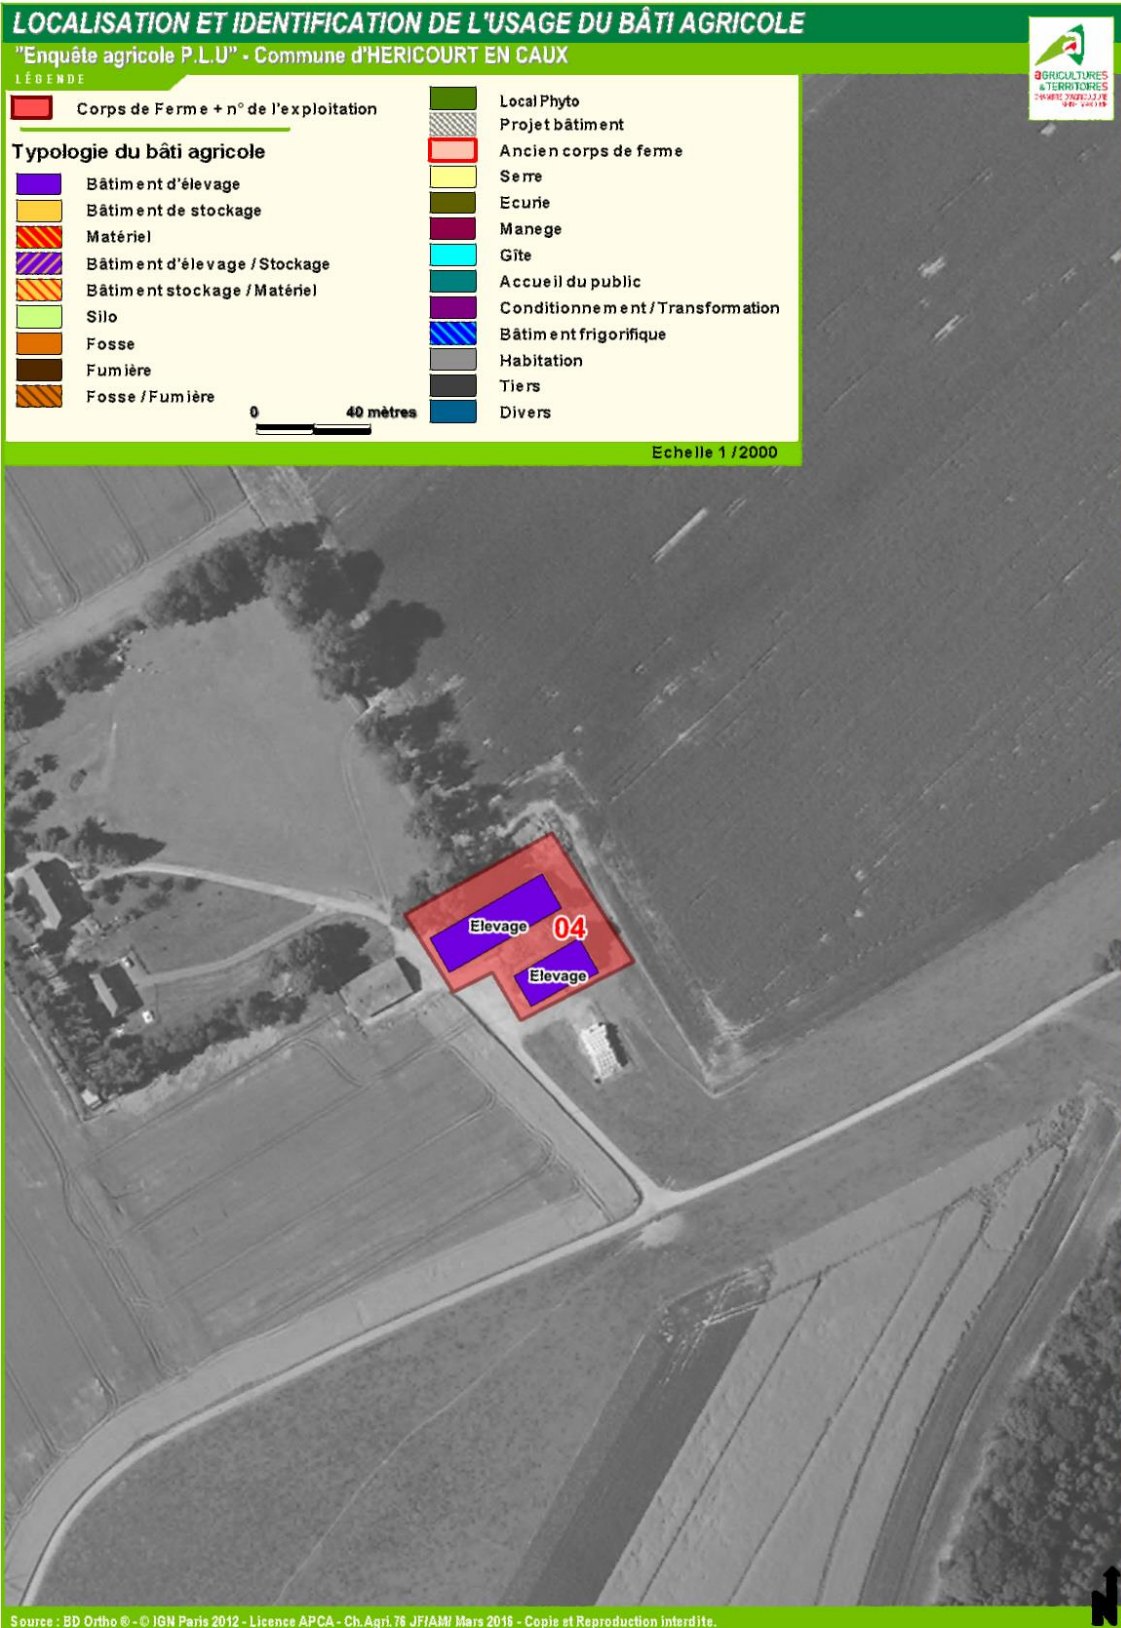 LOCALISATION ET IDENTIFICATION DE L'USAGE DU BÂTI AGRICOLE
"Enquête agricole P.L.U" - Commune d'HERICOURT EN CAUX
LÉGENDE
AGRICULTURES
& TERRITOIRES
CHAMBRE D'AGRICULTURE
SEINE-MARITIME
Corps de Ferme + n° de l'exploitation
Typologie du bâti agricole
Bâtiment d'élevage
Bâtiment de stockage
Matériel
Bâtiment d'élevage / Stockage
Bâtiment stockage / Matériel
Silo
Fosse
Fumière
Fosse / Fumière
0 40 mètres
Local Phyto
Projet bâtiment
Ancien corps de ferme
Serre
Ecurie
Manege
Gîte
Accueil du public
Conditionnement / Transformation
Bâtiment frigorifique
Habitation
Tiers
Divers
Echelle 1 / 2000
Elevage
04
Elevage
N
Source : BD Ortho ® - © IGN Paris 2012 - Licence APCA - Ch.Agri.76 JF/AM/ Mars 2016 - Copie et Reproduction interdite.